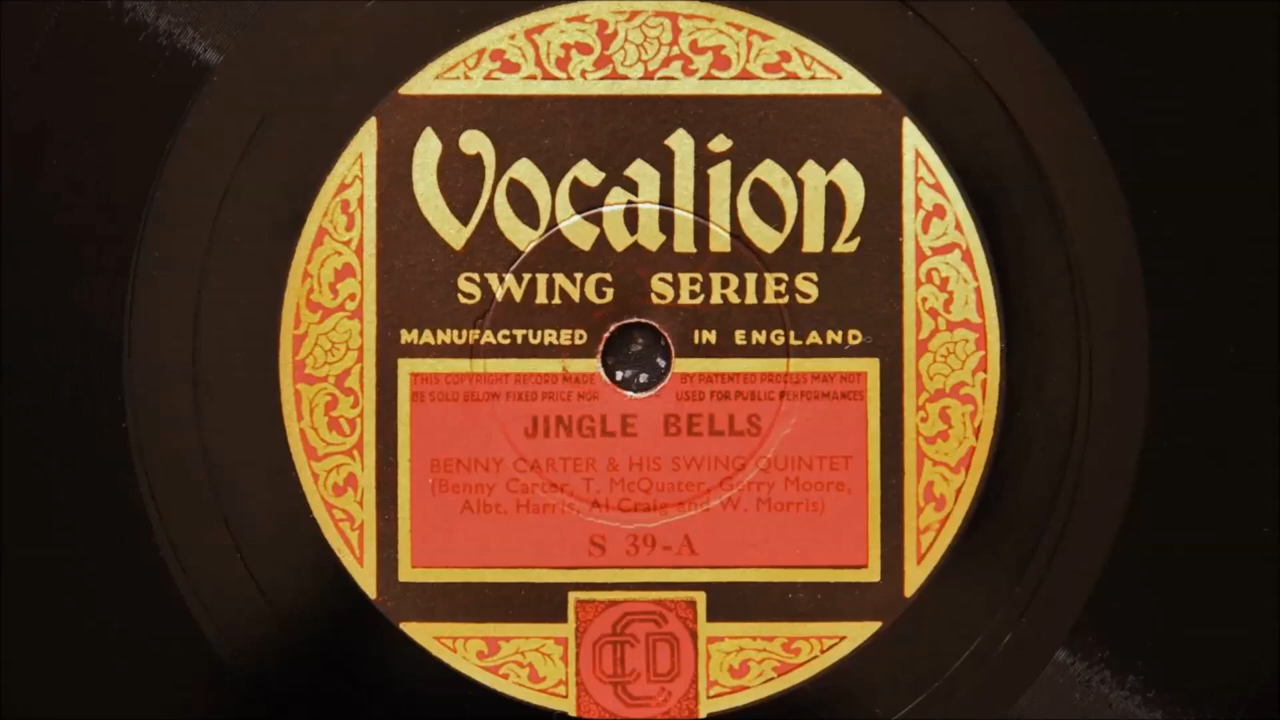 Vocalion
SWING SERIES
MANUFACTURED IN ENGLAND
THIS COPYRIGHT RECORD MADE BY PATENTED PROCESS MAY NOT
BE SOLD BELOW FIXED PRICE NOR USED FOR PUBLIC PERFORMANCES
JINGLE BELLS
BENNY CARTER & HIS SWING QUINTET
(Benny Carter, T. McQuater, Gerry Moore,
Albt. Harris, Al Craig and W. Morris)
S 39-A